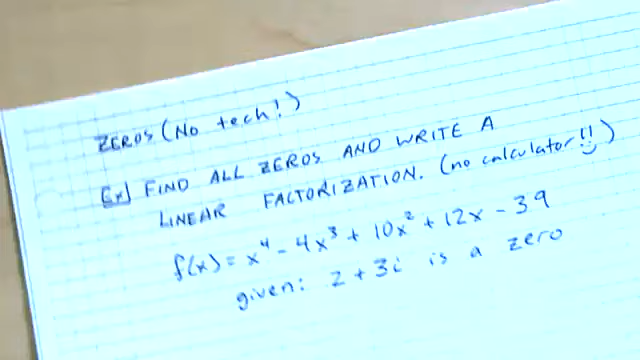 ZEROS (No tech!)
Ex) FIND ALL ZEROS AND WRITE A
LINEAR FACTORIZATION. (no calculator!!)
f(x) = x⁴ - 4x³ + 10x² + 12x - 39
given: 2 + 3i is a zero